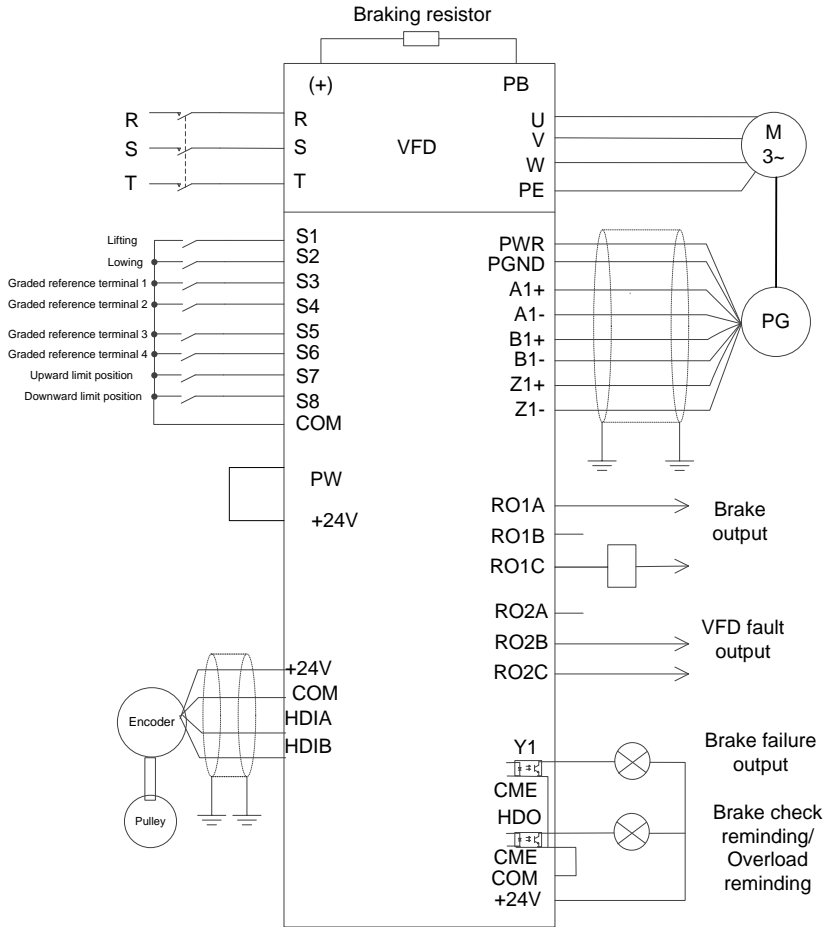 Braking resistor
(+)
PB
R
R
S
S
T
T
VFD
U
V
W
PE
M
3~
Lifting
S1
Lowing
S2
Graded reference terminal 1
S3
Graded reference terminal 2
S4
Graded reference terminal 3
S5
Graded reference terminal 4
S6
Upward limit position
S7
Downward limit position
S8
COM
PWR
PGND
A1+
A1-
B1+
B1-
Z1+
Z1-
PG
PW
+24V
RO1A
RO1B
RO1C
Brake
output
RO2A
RO2B
RO2C
VFD fault
output
+24V
COM
HDIA
HDIB
Encoder
Pulley
Y1
CME
HDO
CME
COM
+24V
Brake failure
output
Brake check
reminding/
Overload
reminding